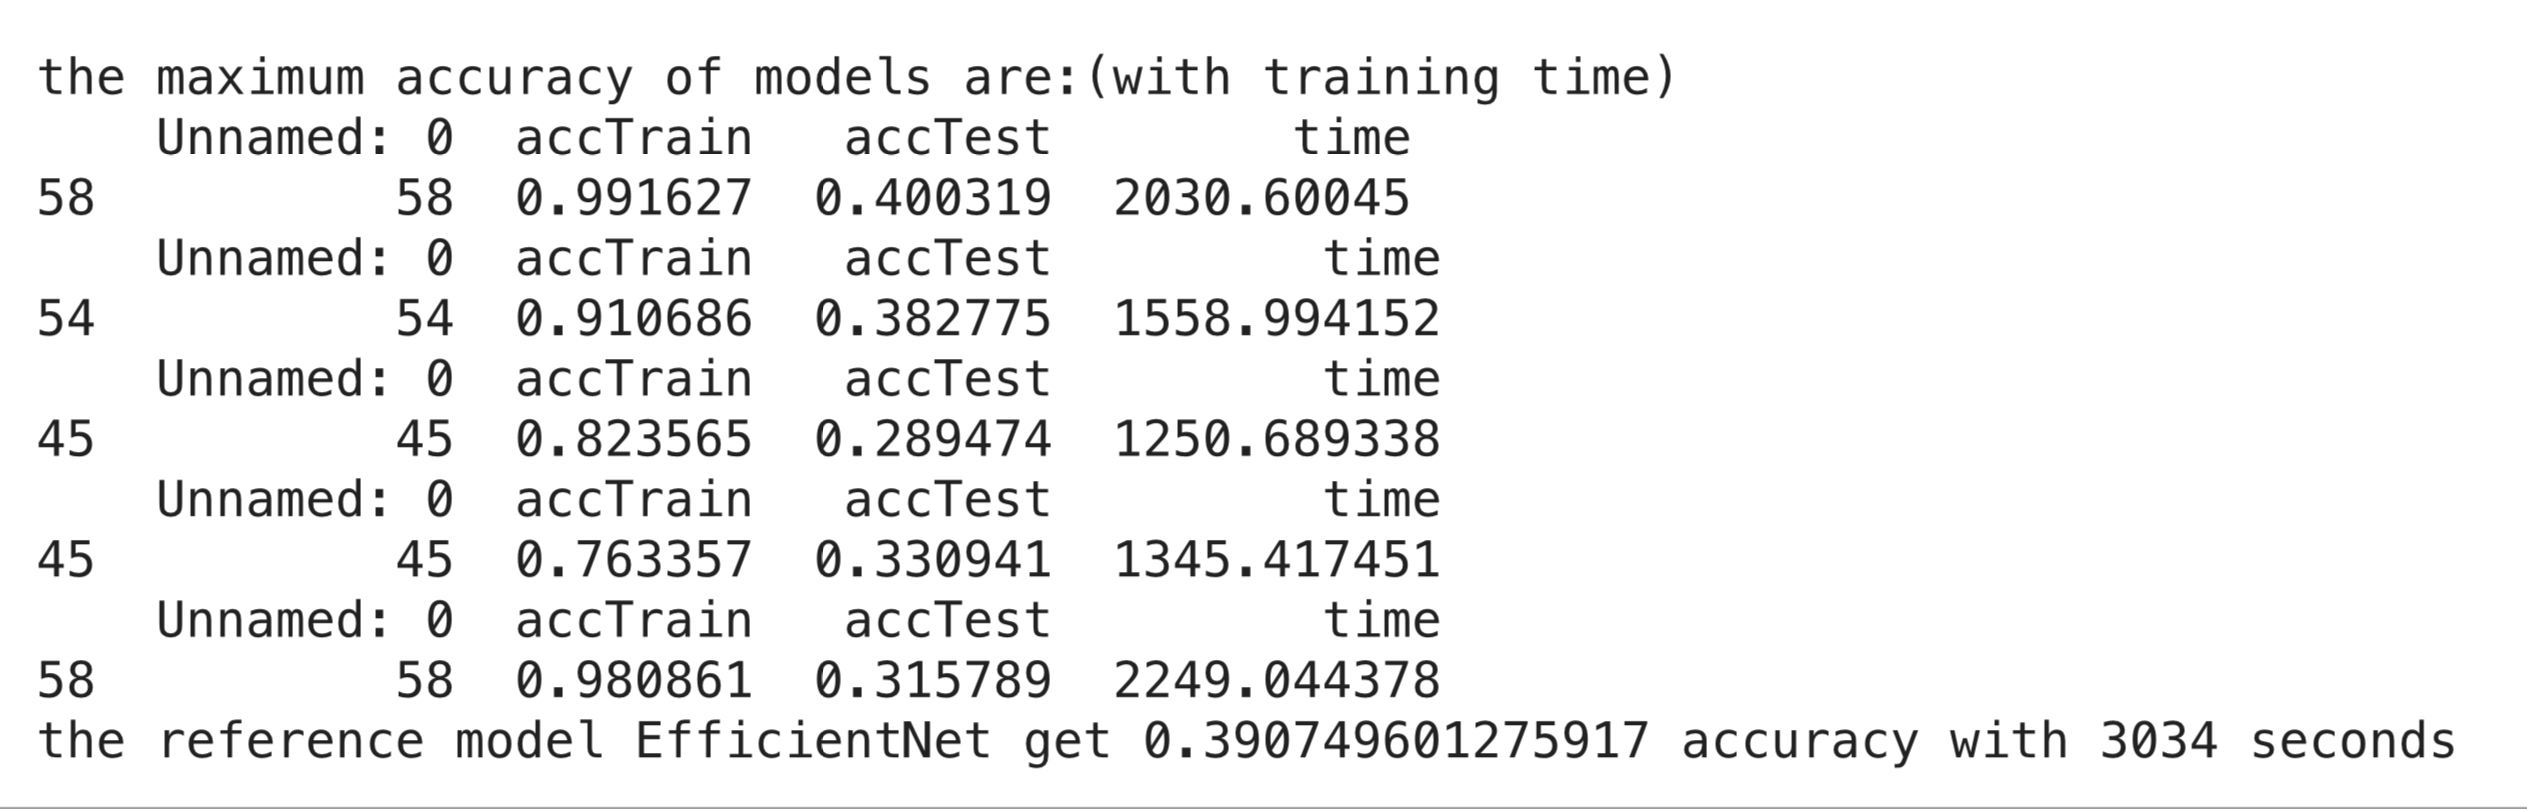 the maximum accuracy of models are:(with training time)
    Unnamed: 0  accTrain   accTest        time
58          58  0.991627  0.400319  2030.60045
    Unnamed: 0  accTrain   accTest         time
54          54  0.910686  0.382775  1558.994152
    Unnamed: 0  accTrain   accTest         time
45          45  0.823565  0.289474  1250.689338
    Unnamed: 0  accTrain   accTest         time
45          45  0.763357  0.330941  1345.417451
    Unnamed: 0  accTrain   accTest         time
58          58  0.980861  0.315789  2249.044378
the reference model EfficientNet get 0.390749601275917 accuracy with 3034 seconds